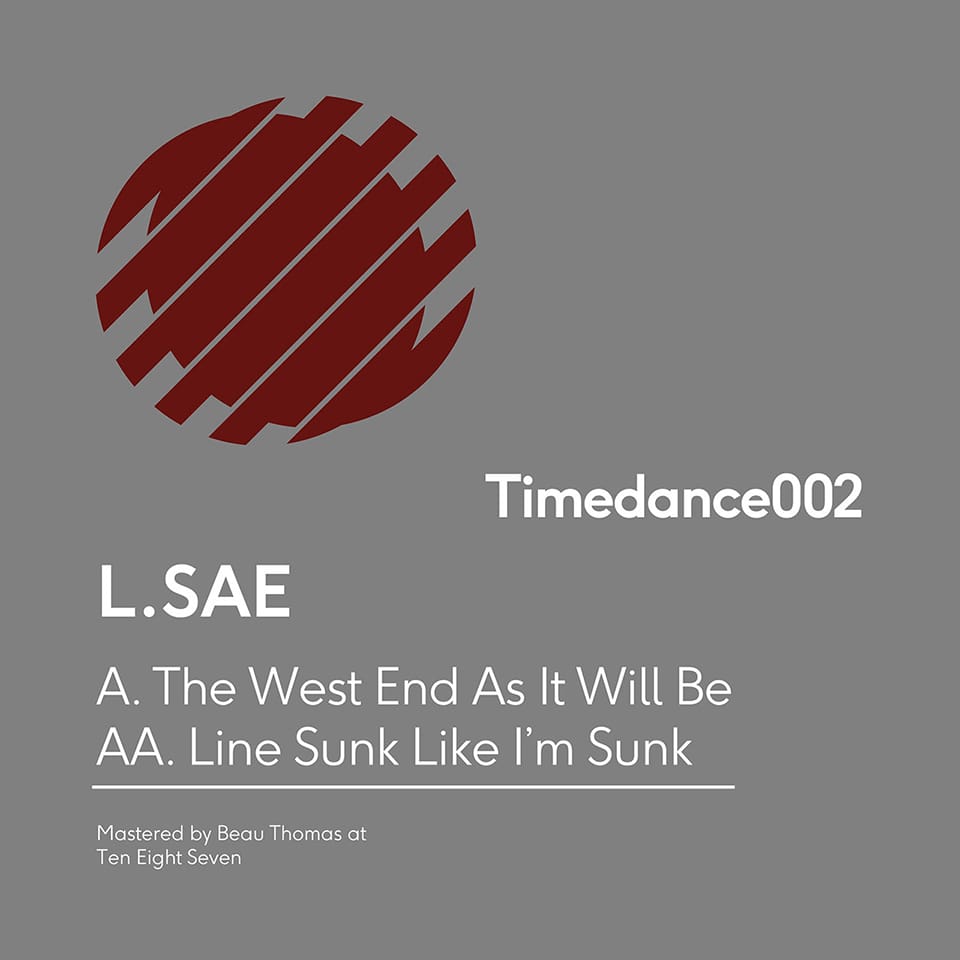 Timedance002
L.SAE
A. The West End As It Will Be
AA. Line Sunk Like I'm Sunk
Mastered by Beau Thomas at
Ten Eight Seven